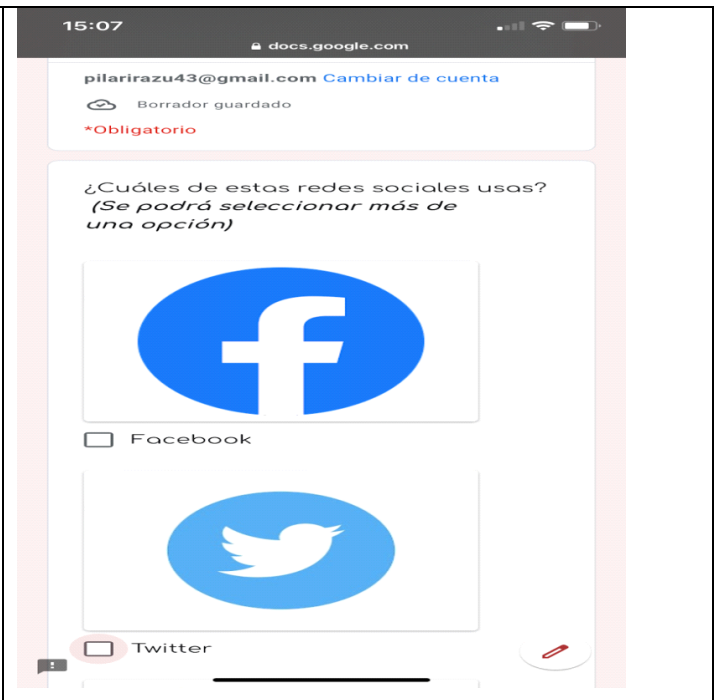 15:07
docs.google.com
pilarirazu43@gmail.com Cambiar de cuenta
Borrador guardado
*Obligatorio
¿Cuáles de estas redes sociales usas?
(Se podrá seleccionar más de
una opción)
Facebook
Twitter